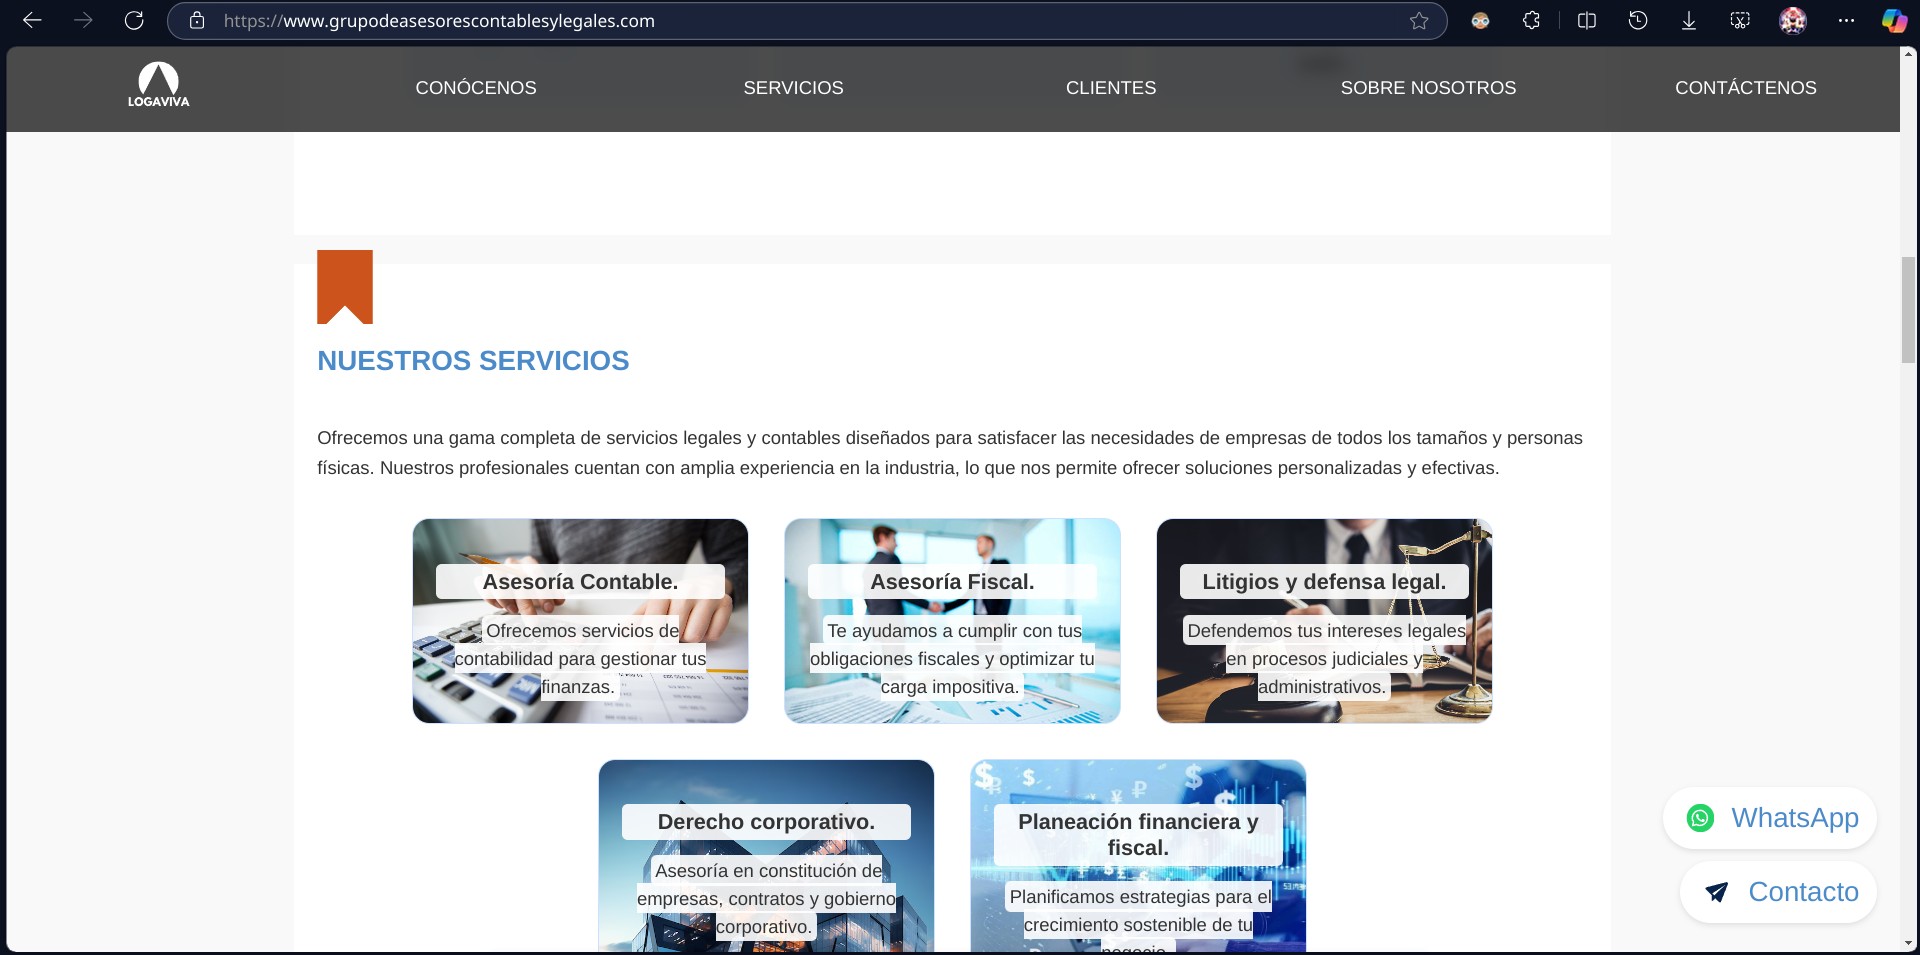 https://www.grupodeasesorescontablesylegales.com
LOGAVIVA
CONÓCENOS
SERVICIOS
CLIENTES
SOBRE NOSOTROS
CONTÁCTENOS
NUESTROS SERVICIOS
Ofrecemos una gama completa de servicios legales y contables diseñados para satisfacer las necesidades de empresas de todos los tamaños y personas
físicas. Nuestros profesionales cuentan con amplia experiencia en la industria, lo que nos permite ofrecer soluciones personalizadas y efectivas.
Asesoría Contable.
Ofrecemos servicios de
contabilidad para gestionar tus
finanzas.
Asesoría Fiscal.
Te ayudamos a cumplir con tus
obligaciones fiscales y optimizar tu
carga impositiva.
Litigios y defensa legal.
Defendemos tus intereses legales
en procesos judiciales y
administrativos.
Derecho corporativo.
Asesoría en constitución de
empresas, contratos y gobierno
corporativo.
Planeación financiera y
fiscal.
Planificamos estrategias para el
crecimiento sostenible de tu
negocio.
WhatsApp
Contacto